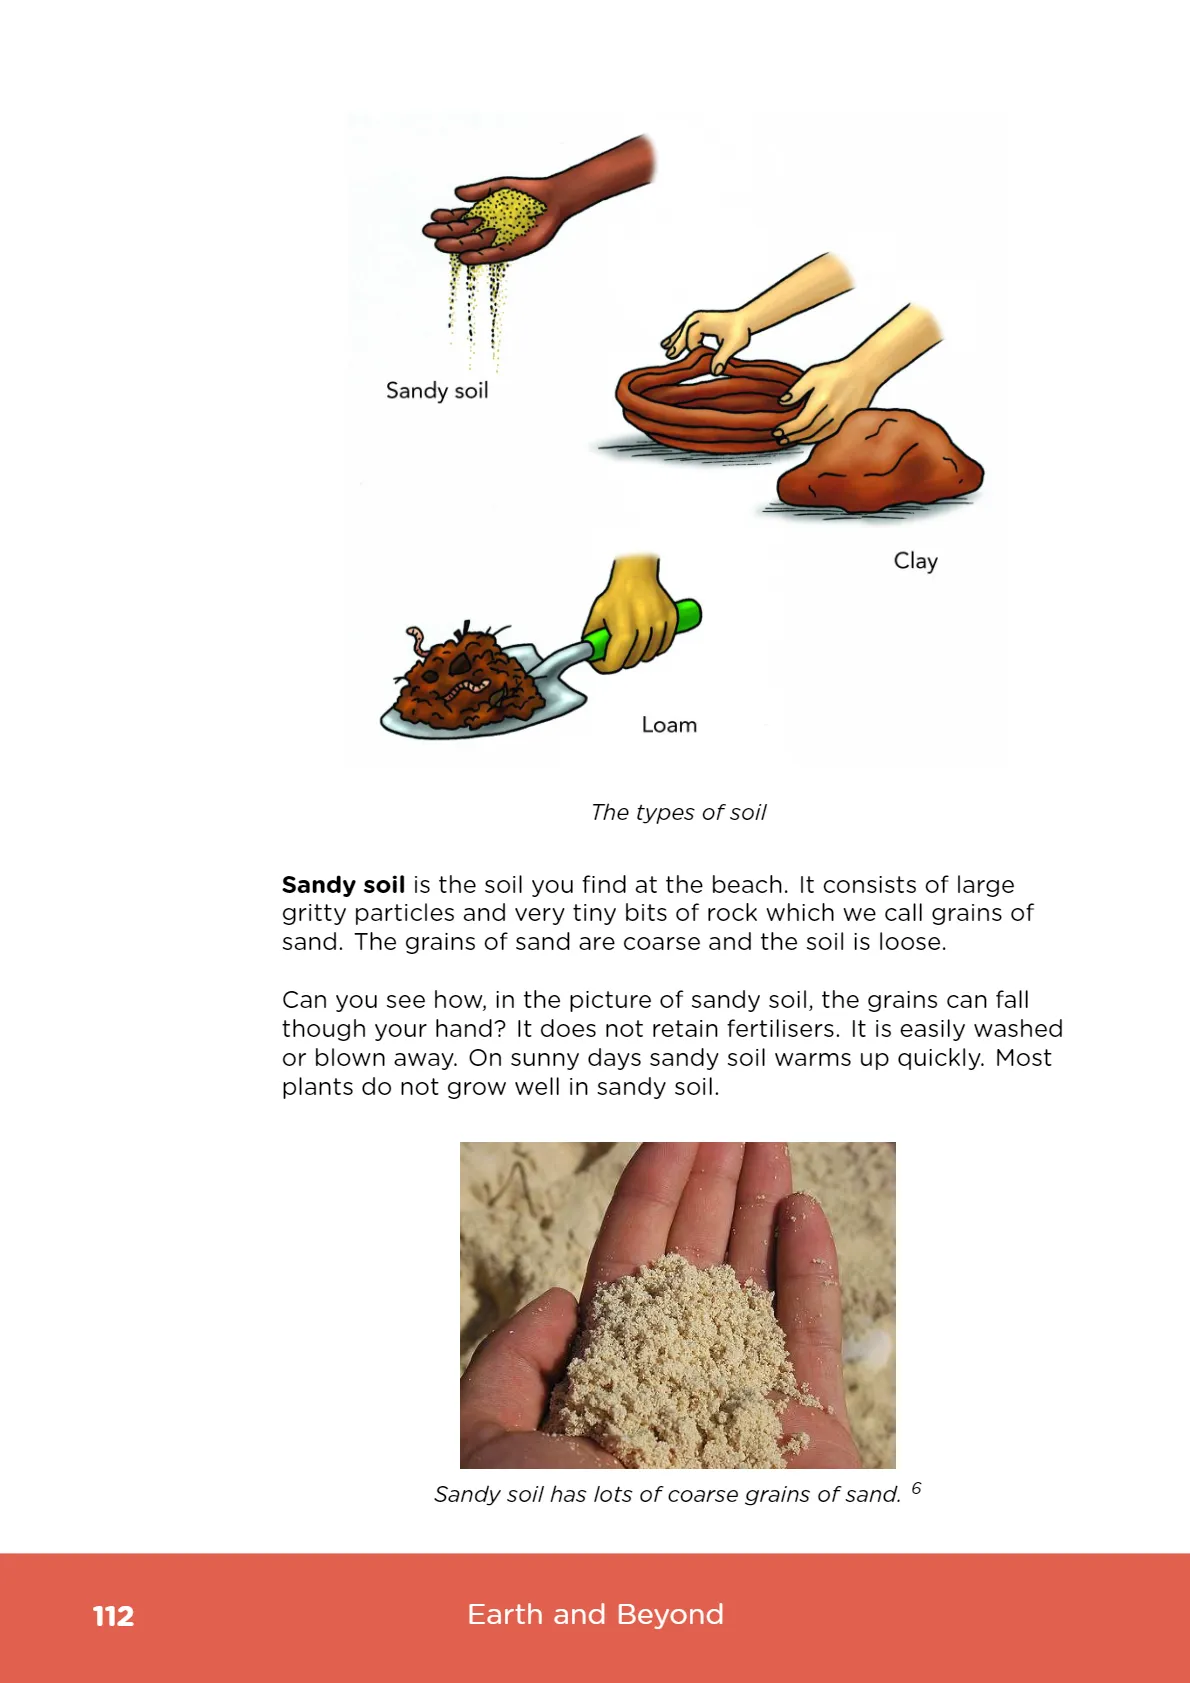 Sandy soil
Clay
Loam
The types of soil
Sandy soil is the soil you find at the beach. It consists of large
gritty particles and very tiny bits of rock which we call grains of
sand. The grains of sand are coarse and the soil is loose.
Can you see how, in the picture of sandy soil, the grains can fall
though your hand? It does not retain fertilisers. It is easily washed
or blown away. On sunny days sandy soil warms up quickly. Most
plants do not grow well in sandy soil.
Sandy soil has lots of coarse grains of sand. 6
112 Earth and Beyond